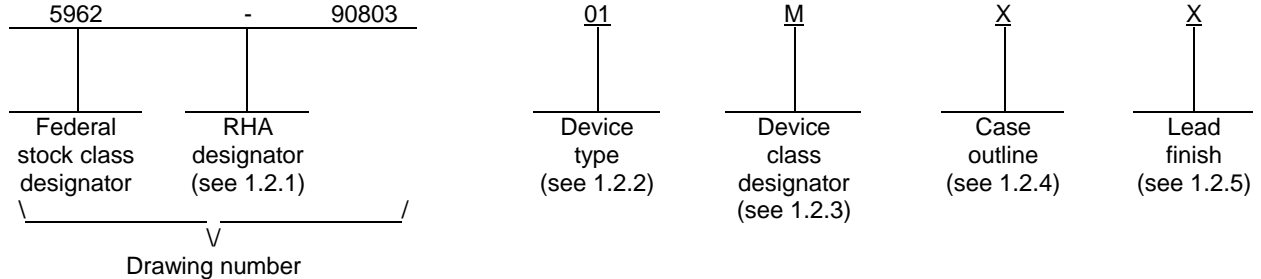 5962 - 90803 01 M X X
Federal stock class designator
RHA designator (see 1.2.1)
Device type (see 1.2.2)
Device class designator (see 1.2.3)
Case outline (see 1.2.4)
Lead finish (see 1.2.5)
\ /
\/
Drawing number